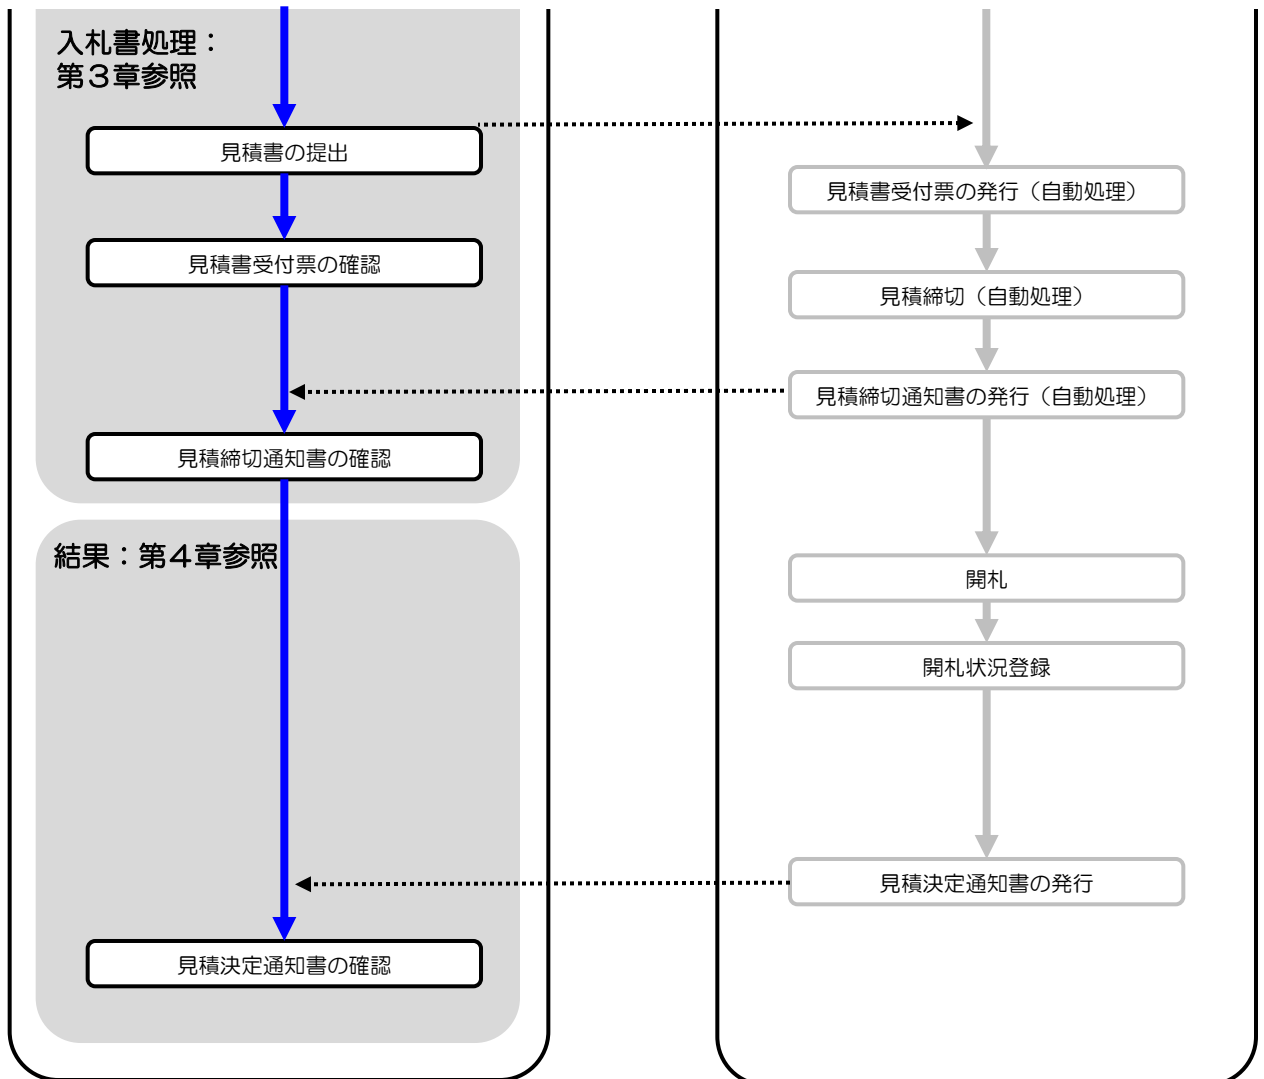 入札書処理：
第３章参照
見積書の提出
見積書受付票の確認
見積締切通知書の確認
結果：第４章参照
見積決定通知書の確認
見積書受付票の発行（自動処理）
見積締切（自動処理）
見積締切通知書の発行（自動処理）
開札
開札状況登録
見積決定通知書の発行